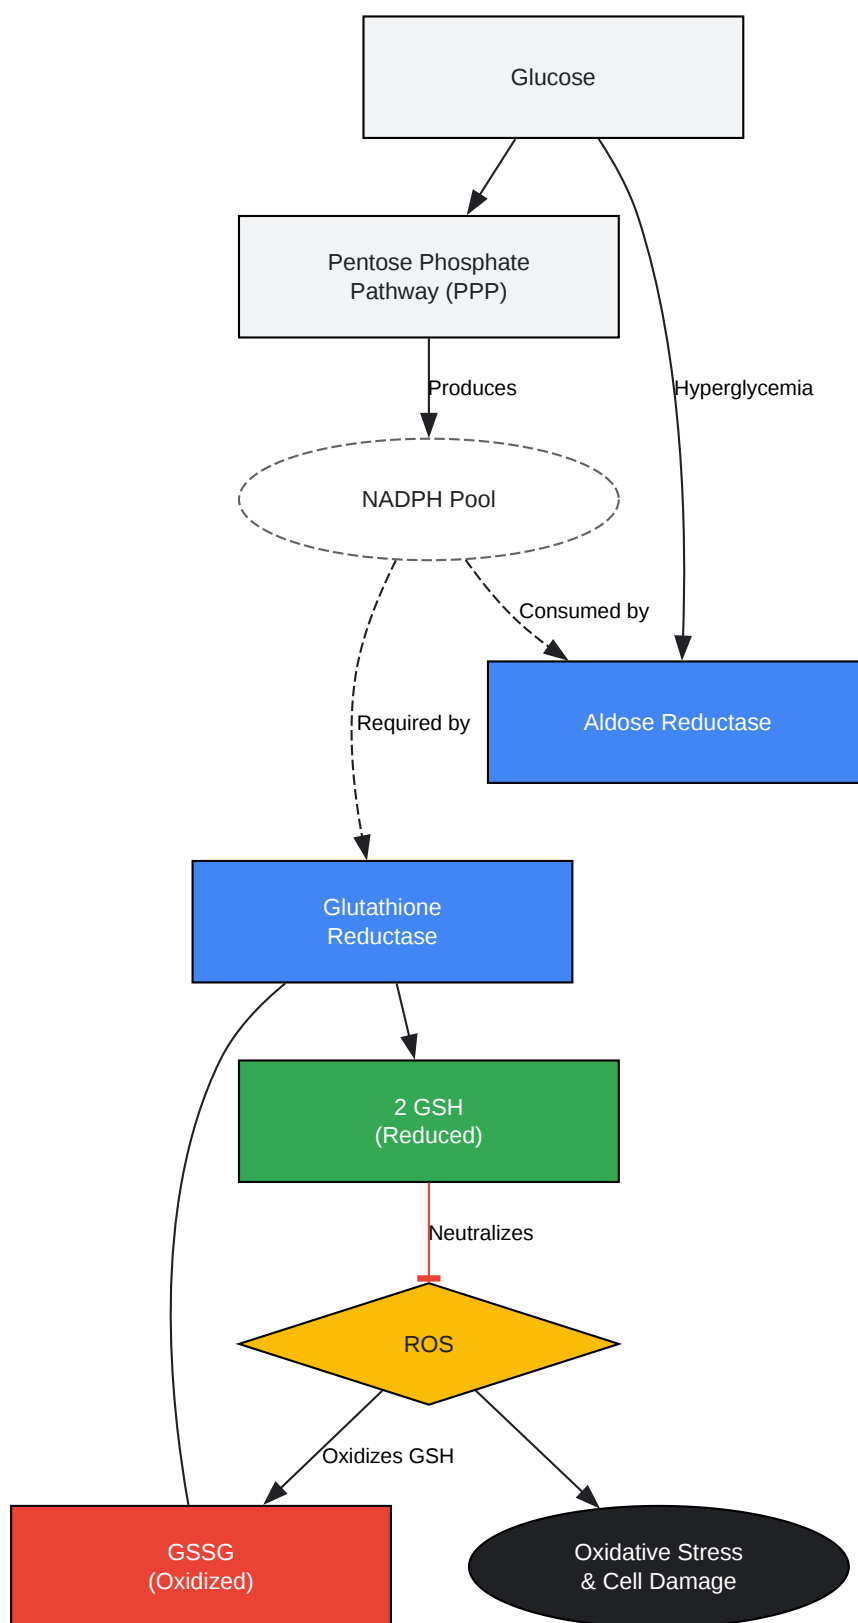 Glucose
Pentose Phosphate
Pathway (PPP)
Produces
Hyperglycemia
NADPH Pool
Consumed by
Required by
Aldose Reductase
Glutathione
Reductase
2 GSH
(Reduced)
Neutralizes
ROS
Oxidizes GSH
GSSG
(Oxidized)
Oxidative Stress
& Cell Damage